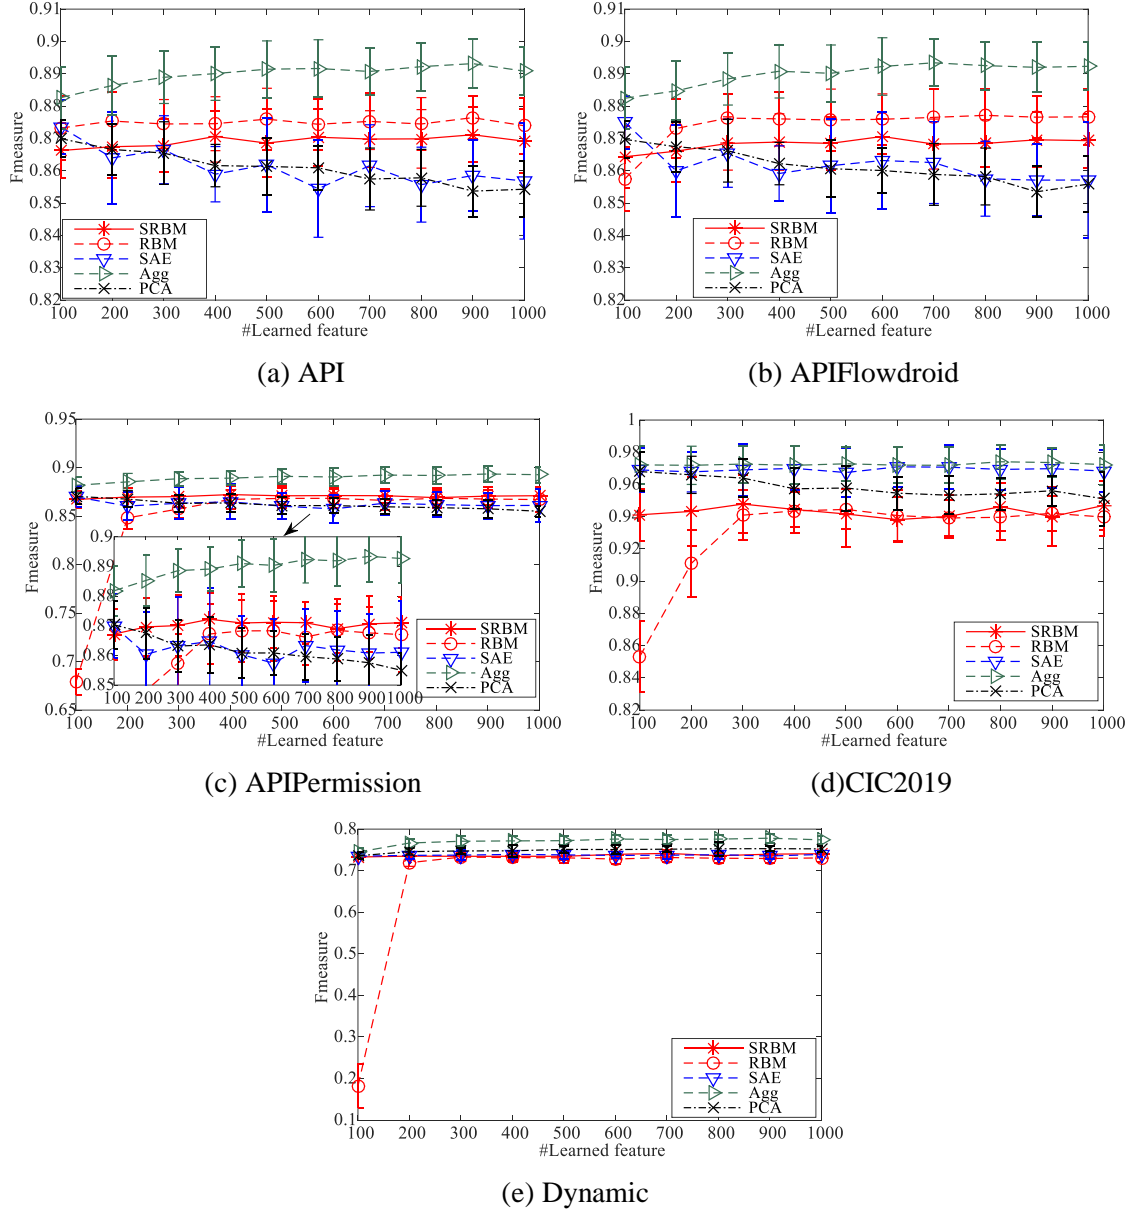 0.91
0.9
0.89
0.88
0.87
0.86
0.85
0.84
0.83
0.82
Fmeasure
SRBM
RBM
SAE
Agg
PCA
100 200 300 400 500 600 700 800 900 1000
#Learned feature
(a) API
0.91
0.9
0.89
0.88
0.87
0.86
0.85
0.84
0.83
0.82
Fmeasure
SRBM
RBM
SAE
Agg
PCA
100 200 300 400 500 600 700 800 900 1000
#Learned feature
(b) APIFlowdroid
0.95
0.9
0.85
0.8
0.75
0.7
0.65
Fmeasure
0.9
0.89
0.88
0.87
0.86
0.85
100 200 300 400 500 600 700 800 900 1000
SRBM
RBM
SAE
Agg
PCA
100 200 300 400 500 600 700 800 900 1000
#Learned feature
(c) APIPermission
1
0.98
0.96
0.94
0.92
0.9
0.88
0.86
0.84
0.82
Fmeasure
SRBM
RBM
SAE
Agg
PCA
100 200 300 400 500 600 700 800 900 1000
#Learned feature
(d)CIC2019
0.8
0.7
0.6
0.5
0.4
0.3
0.2
0.1
Fmeasure
SRBM
RBM
SAE
Agg
PCA
100 200 300 400 500 600 700 800 900 1000
#Learned feature
(e) Dynamic